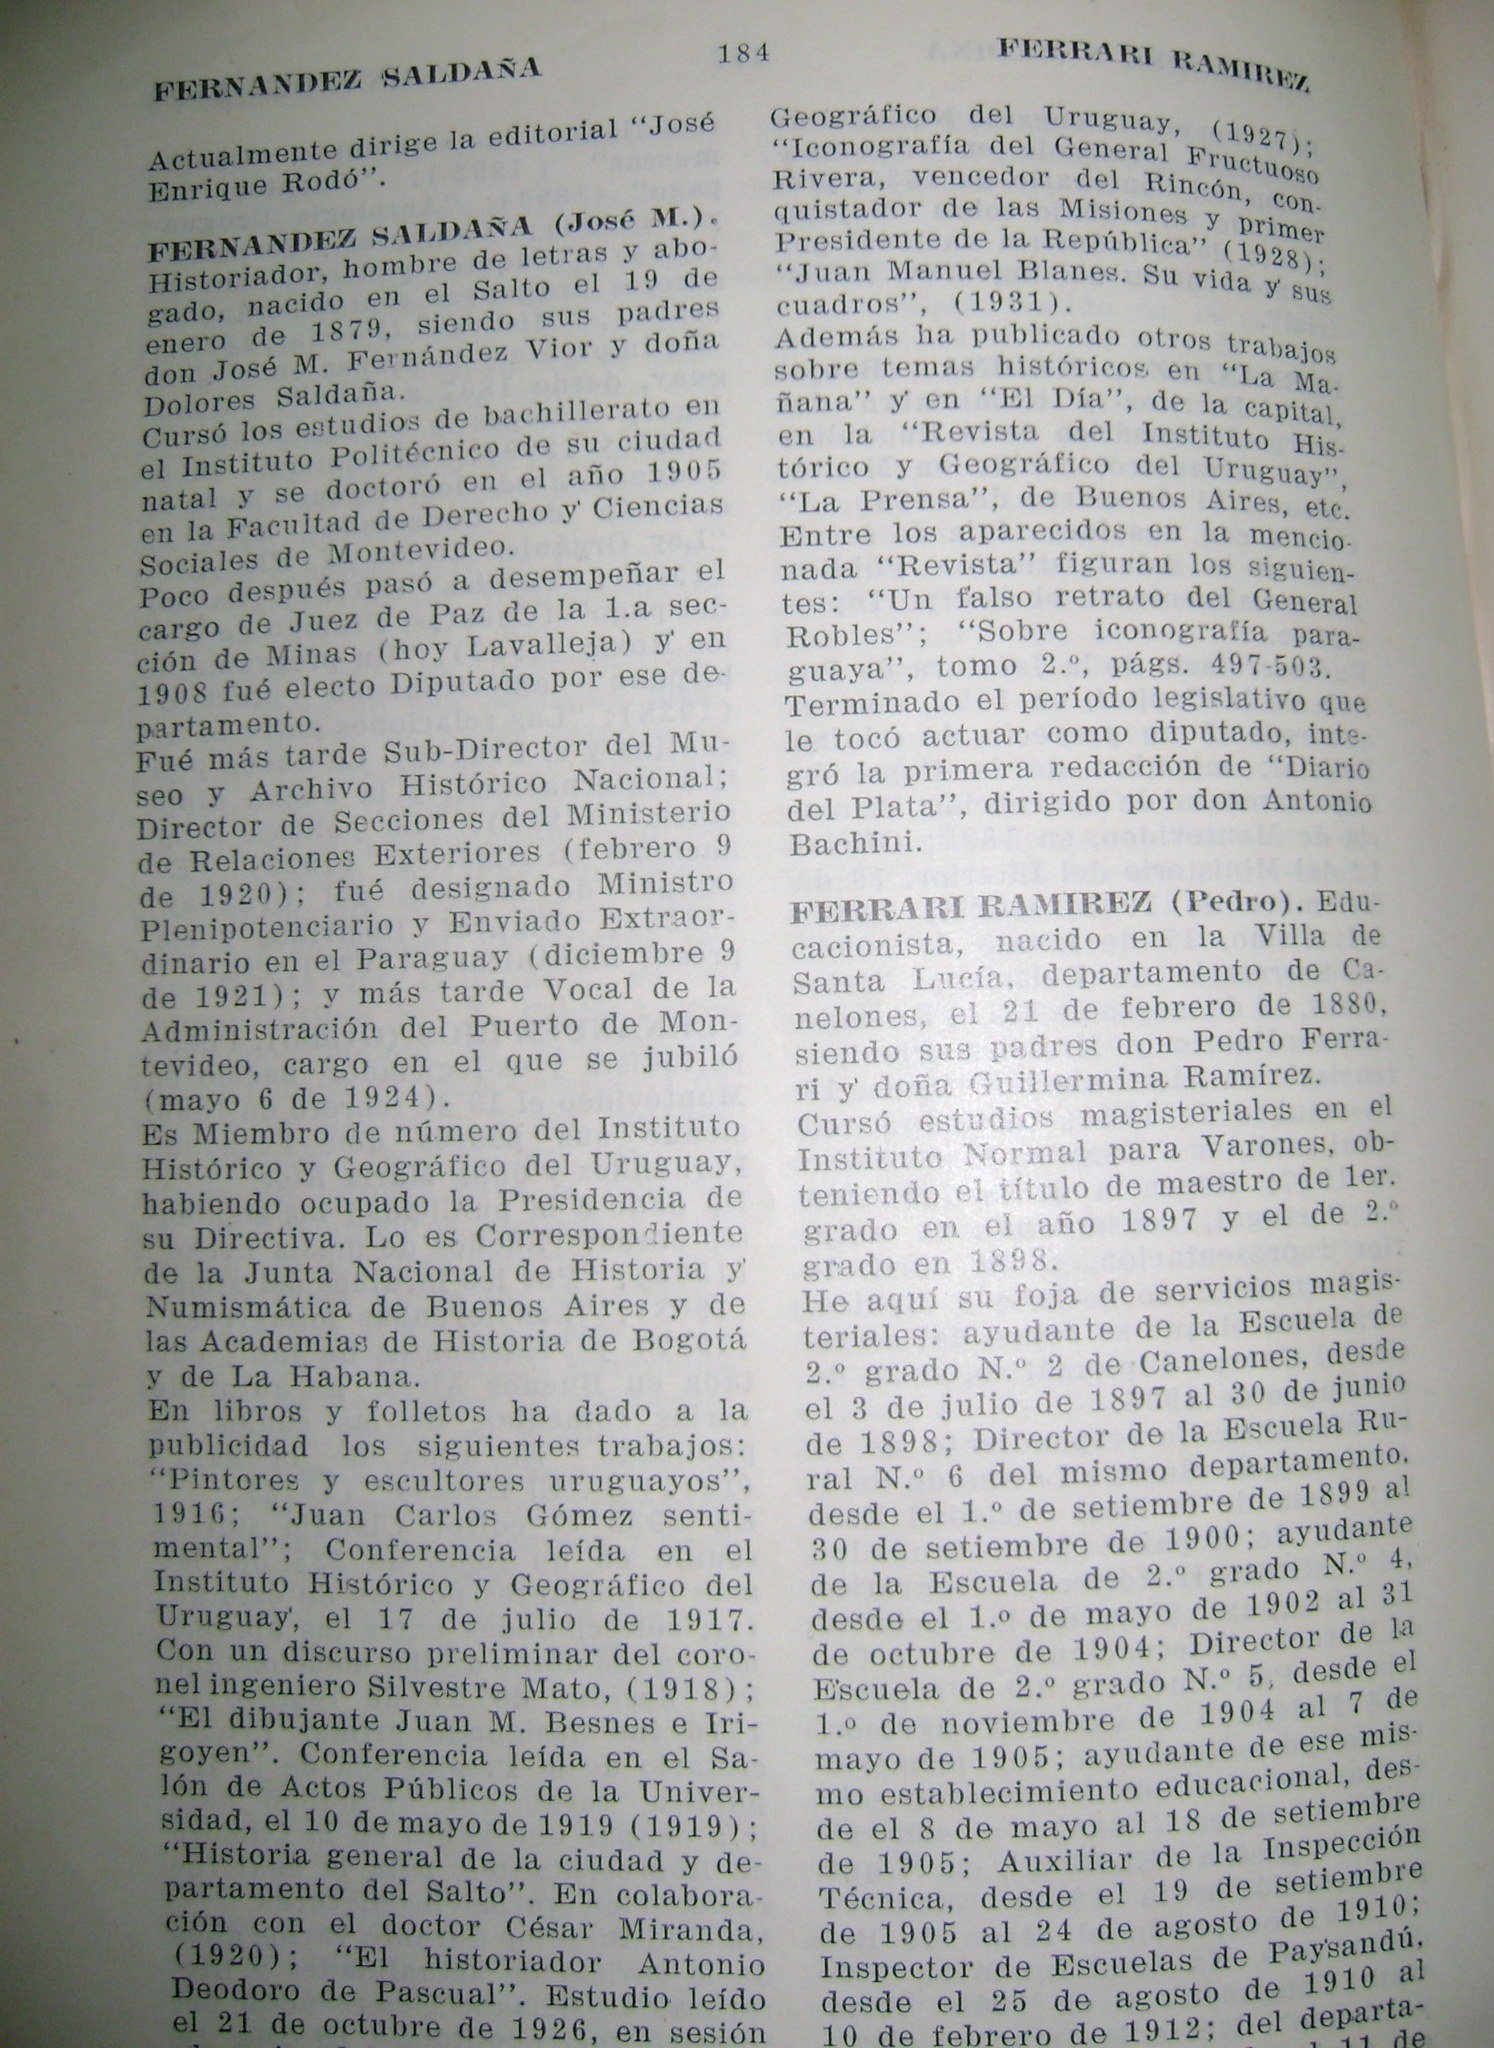 FERNANDEZ SALDAÑA
184
FERRARI RAMIREZ
Actualmente dirige la editorial “José
Enrique Rodó”.
FERNANDEZ SALDAÑA (José M.).
Historiador, hombre de letras y abo-
gado, nacido en el Salto el 19 de
enero de 1879, siendo sus padres
don José M. Fernández Vior y doña
Dolores Saldaña.
Cursó los estudios de bachillerato en
el Instituto Politécnico de su ciudad
natal y se doctoró en el año 1905
en la Facultad de Derecho y Ciencias
Sociales de Montevideo.
Poco después pasó a desempeñar el
cargo de Juez de Paz de la 1.a sec-
ción de Minas (hoy Lavalleja) y en
1908 fué electo Diputado por ese de-
partamento.
Fué más tarde Sub-Director del Mu-
seo y Archivo Histórico Nacional;
Director de Secciones del Ministerio
de Relaciones Exteriores (febrero 9
de 1920); fué designado Ministro
Plenipotenciario y Enviado Extraor-
dinario en el Paraguay (diciembre 9
de 1921); y más tarde Vocal de la
Administración del Puerto de Mon-
tevideo, cargo en el que se jubiló
(mayo 6 de 1924).
Es Miembro de número del Instituto
Histórico y Geográfico del Uruguay,
habiendo ocupado la Presidencia de
su Directiva. Lo es Correspondiente
de la Junta Nacional de Historia y
Numismática de Buenos Aires y de
las Academias de Historia de Bogotá
y de La Habana.
En libros y folletos ha dado a la
publicidad los siguientes trabajos:
“Pintores y escultores uruguayos”,
1916; “Juan Carlos Gómez senti-
mental”; Conferencia leída en el
Instituto Histórico y Geográfico del
Uruguay, el 17 de julio de 1917.
Con un discurso preliminar del coro-
nel ingeniero Silvestre Mato, (1918);
“El dibujante Juan M. Besnes e Iri-
goyen”. Conferencia leída en el Sa-
lón de Actos Públicos de la Univer-
sidad, el 10 de mayo de 1919 (1919);
“Historia general de la ciudad y de-
partamento del Salto”. En colabora-
ción con el doctor César Miranda,
(1920); “El historiador Antonio
Deodoro de Pascual”. Estudio leído
el 21 de octubre de 1926, en sesión
Geográfico del Uruguay, (1927);
“Iconografía del General Fructuoso
Rivera, vencedor del Rincón, con-
quistador de las Misiones y primer
Presidente de la República” (1928);
“Juan Manuel Blanes. Su vida y sus
cuadros”, (1931).
Además ha publicado otros trabajos
sobre temas históricos en “La Ma-
ñana” y en “El Día”, de la capital,
en la “Revista del Instituto His-
tórico y Geográfico del Uruguay”,
“La Prensa”, de Buenos Aires, etc.
Entre los aparecidos en la mencio-
nada “Revista” figuran los siguien-
tes: “Un falso retrato del General
Robles”; “Sobre iconografía para-
guaya”, tomo 2.º, págs. 497-503.
Terminado el período legislativo que
le tocó actuar como diputado, inte-
gró la primera redacción de “Diario
del Plata”, dirigido por don Antonio
Bachini.
FERRARI RAMIREZ (Pedro). Edu-
cacionista, nacido en la Villa de
Santa Lucía, departamento de Ca-
nelones, el 21 de febrero de 1880,
siendo sus padres don Pedro Ferra-
ri y doña Guillermina Ramírez.
Cursó estudios magisteriales en el
Instituto Normal para Varones, ob-
teniendo el título de maestro de 1er.
grado en el año 1897 y el de 2.º
grado en 1898.
He aquí su foja de servicios magis-
teriales: ayudante de la Escuela de
2.º grado N.º 2 de Canelones, desde
el 3 de julio de 1897 al 30 de junio
de 1898; Director de la Escuela Ru-
ral N.º 6 del mismo departamento,
desde el 1.º de setiembre de 1899 al
30 de setiembre de 1900; ayudante
de la Escuela de 2.º grado N.º 4,
desde el 1.º de mayo de 1902 al 31
de octubre de 1904; Director de la
Escuela de 2.º grado N.º 5, desde el
1.º de noviembre de 1904 al 7 de
mayo de 1905; ayudante de ese mis-
mo establecimiento educacional, des-
de el 8 de mayo al 18 de setiembre
de 1905; Auxiliar de la Inspección
Técnica, desde el 19 de setiembre
de 1905 al 24 de agosto de 1910;
Inspector de Escuelas de Paysandú,
desde el 25 de agosto de 1910 al
10 de febrero de 1912; del departa-
11 de